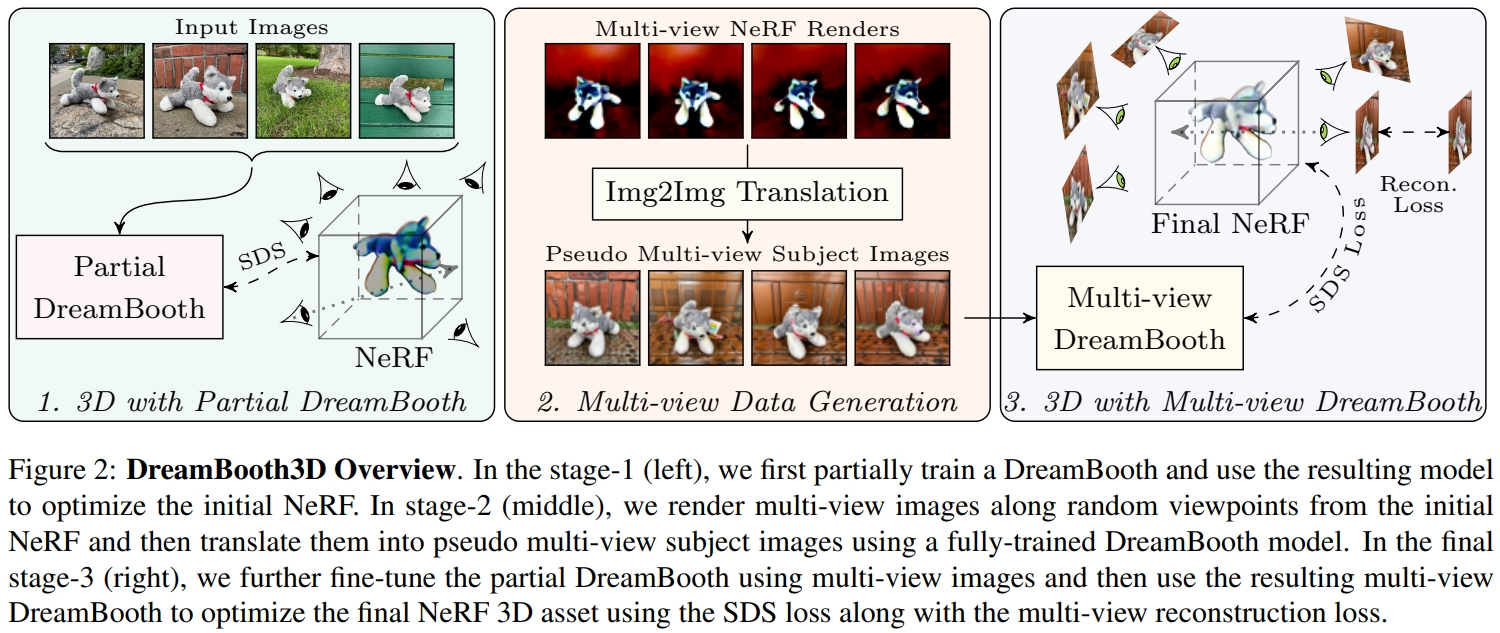 Input Images
SDS
Partial
DreamBooth
NeRF
1. 3D with Partial DreamBooth
Multi-view NeRF Renders
Img2Img Translation
Pseudo Multi-view Subject Images
2. Multi-view Data Generation
Final NeRF
Recon.
Loss
SDS Loss
Multi-view
DreamBooth
3. 3D with Multi-view DreamBooth
Figure 2: DreamBooth3D Overview. In the stage-1 (left), we first partially train a DreamBooth and use the resulting model
to optimize the initial NeRF. In stage-2 (middle), we render multi-view images along random viewpoints from the initial
NeRF and then translate them into pseudo multi-view subject images using a fully-trained DreamBooth model. In the final
stage-3 (right), we further fine-tune the partial DreamBooth using multi-view images and then use the resulting multi-view
DreamBooth to optimize the final NeRF 3D asset using the SDS loss along with the multi-view reconstruction loss.